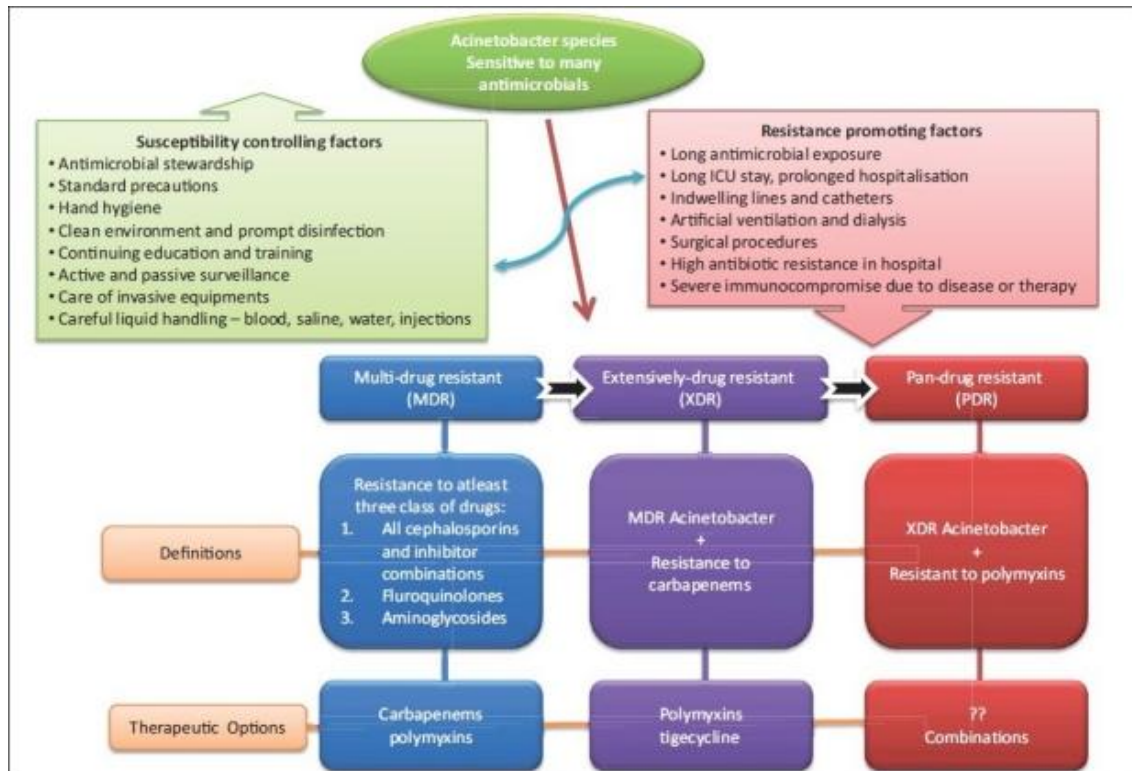 Acinetobacter species
Sensitive to many
antimicrobials
Susceptibility controlling factors
• Antimicrobial stewardship
• Standard precautions
• Hand hygiene
• Clean environment and prompt disinfection
• Continuing education and training
• Active and passive surveillance
• Care of invasive equipments
• Careful liquid handling – blood, saline, water, injections
Resistance promoting factors
• Long antimicrobial exposure
• Long ICU stay, prolonged hospitalisation
• Indwelling lines and catheters
• Artificial ventilation and dialysis
• Surgical procedures
• High antibiotic resistance in hospital
• Severe immunocompromise due to disease or therapy
Multi-drug resistant
(MDR)
Extensively-drug resistant
(XDR)
Pan-drug resistant
(PDR)
Definitions
Resistance to atleast
three class of drugs:
1. All cephalosporins
and inhibitor
combinations
2. Fluroquinolones
3. Aminoglycosides
MDR Acinetobacter
+
Resistance to
carbapenems
XDR Acinetobacter
+
Resistant to polymyxins
Therapeutic Options
Carbapenems
polymyxins
Polymyxins
tigecycline
??
Combinations